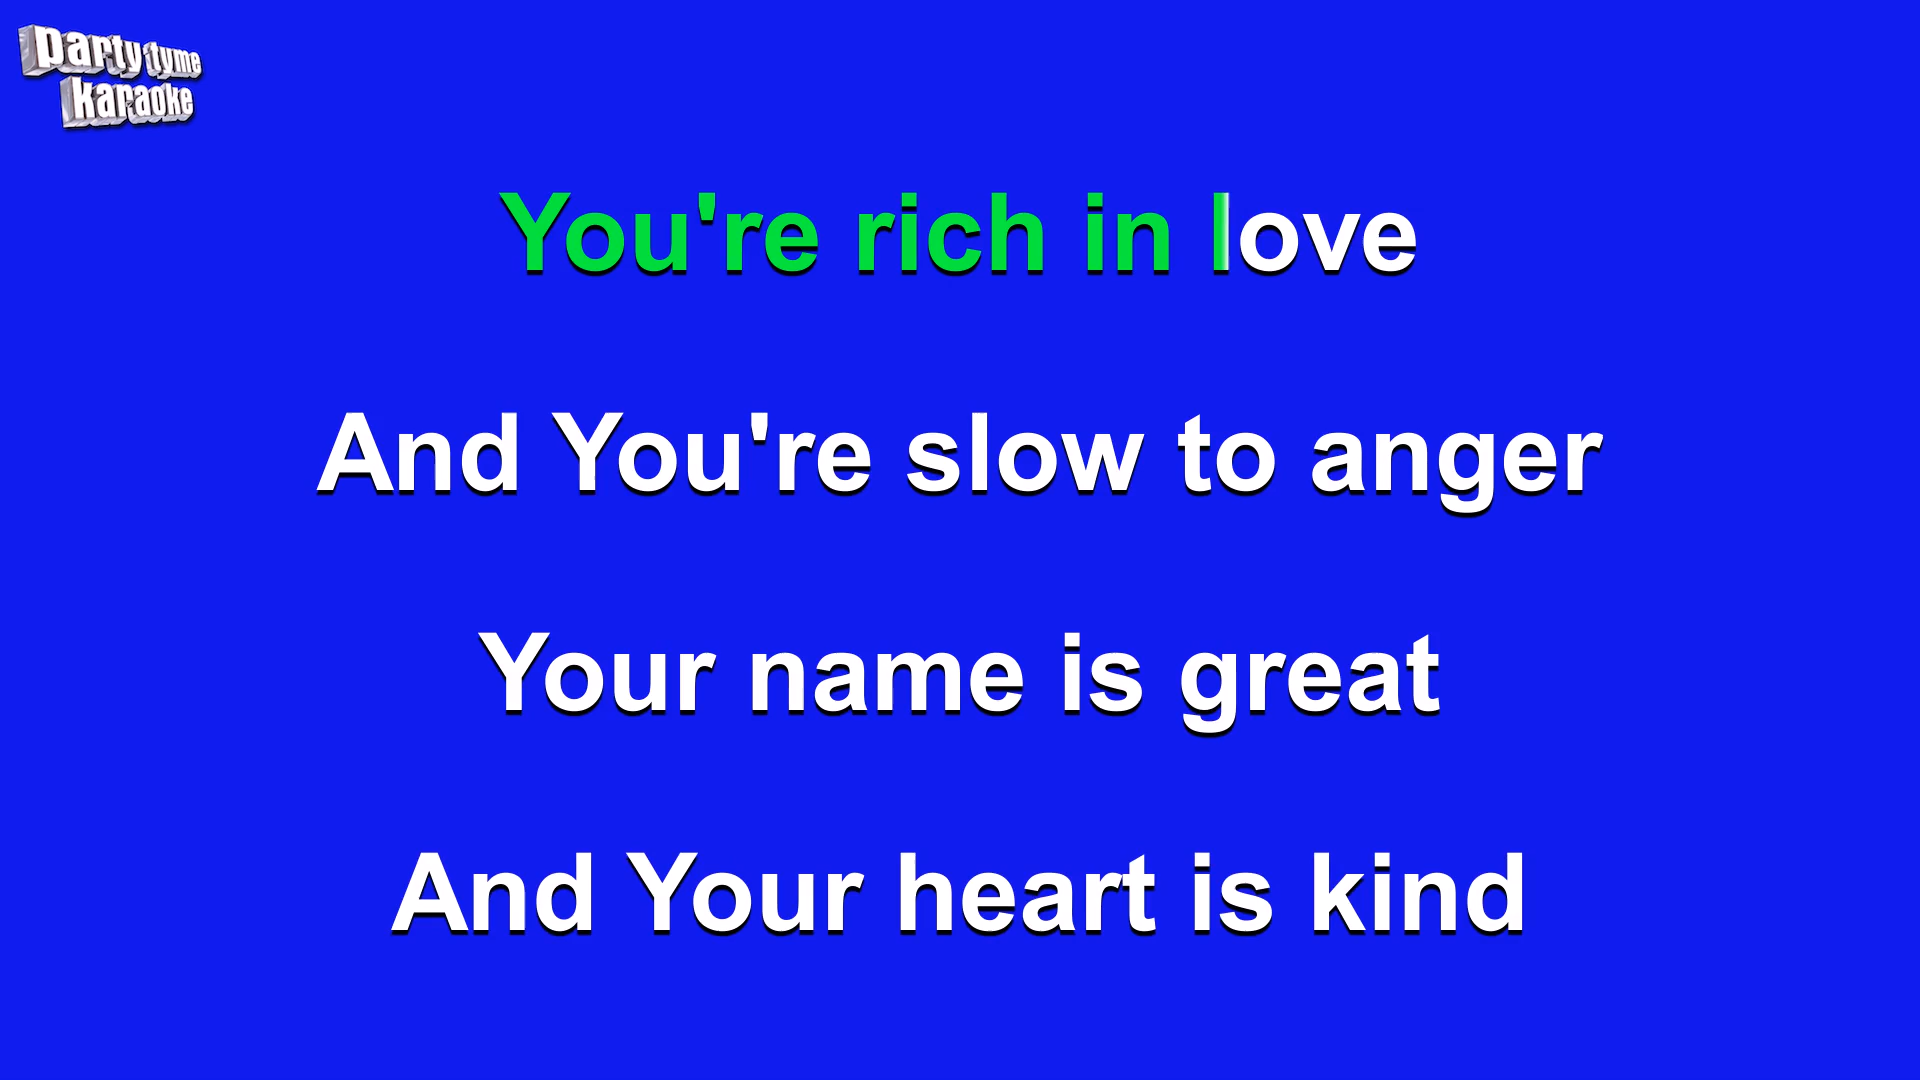 party tyme
karaoke
You're rich in love
And You're slow to anger
Your name is great
And Your heart is kind